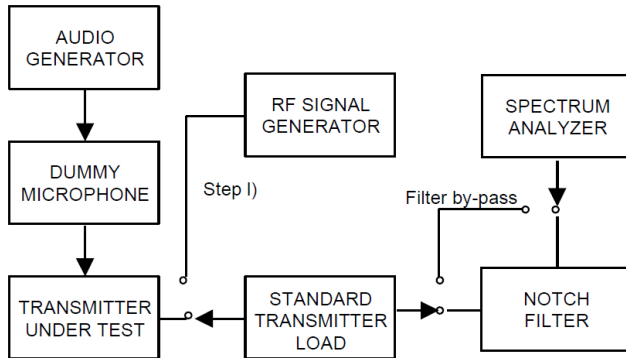 AUDIO
GENERATOR
RF SIGNAL
GENERATOR
SPECTRUM
ANALYZER
DUMMY
MICROPHONE
Step I)
Filter by-pass
TRANSMITTER
UNDER TEST
STANDARD
TRANSMITTER
LOAD
NOTCH
FILTER